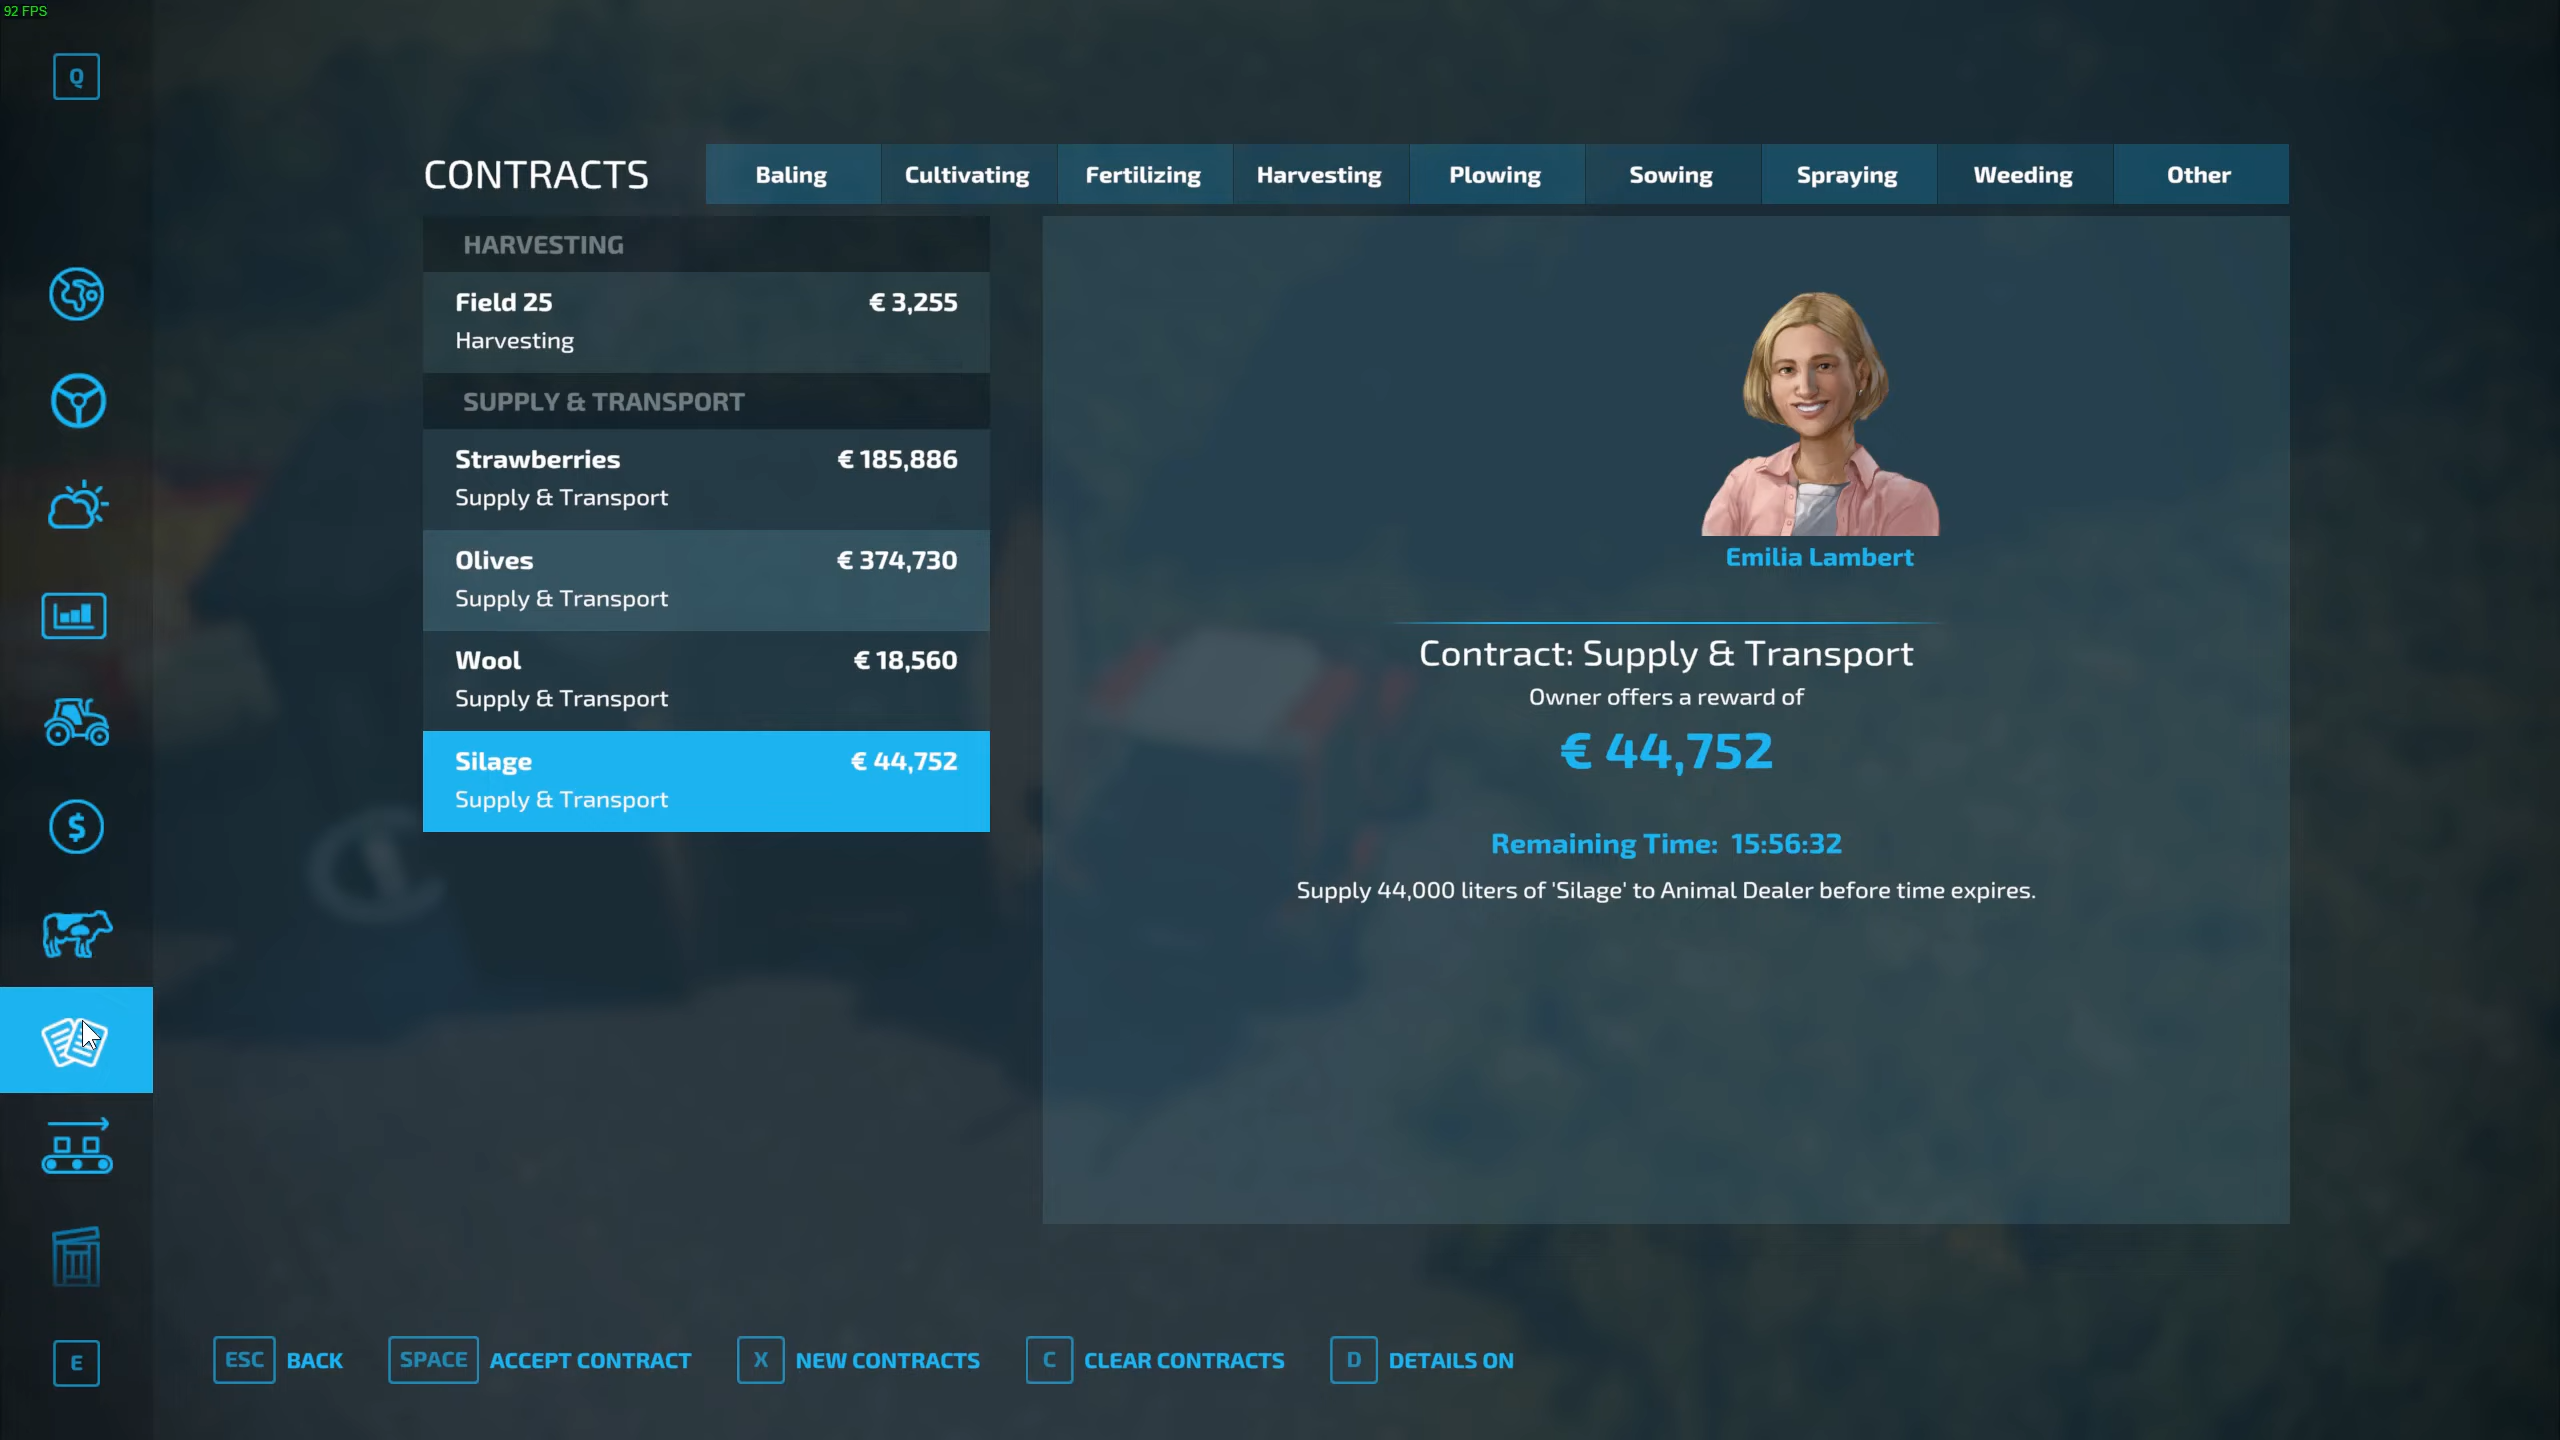 92 FPS
Q
CONTRACTS
Baling
Cultivating
Fertilizing
Harvesting
Plowing
Sowing
Spraying
Weeding
Other
HARVESTING
Field 25 € 3,255
Harvesting
SUPPLY & TRANSPORT
Strawberries € 185,886
Supply & Transport
Olives € 374,730
Supply & Transport
Wool € 18,560
Supply & Transport
Silage € 44,752
Supply & Transport
Emilia Lambert
Contract: Supply & Transport
Owner offers a reward of
€ 44,752
Remaining Time: 15:56:32
Supply 44,000 liters of 'Silage' to Animal Dealer before time expires.
E
ESC BACK
SPACE ACCEPT CONTRACT
X NEW CONTRACTS
C CLEAR CONTRACTS
D DETAILS ON